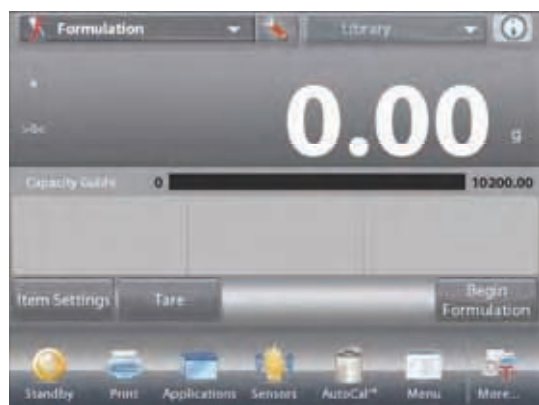 Formulation
Library
0.00
g
Capacity Guide 0 10200.00
Item Settings Tare Begin Formulation
Standby Print Applications Sensors AutoCal™ Menu More...